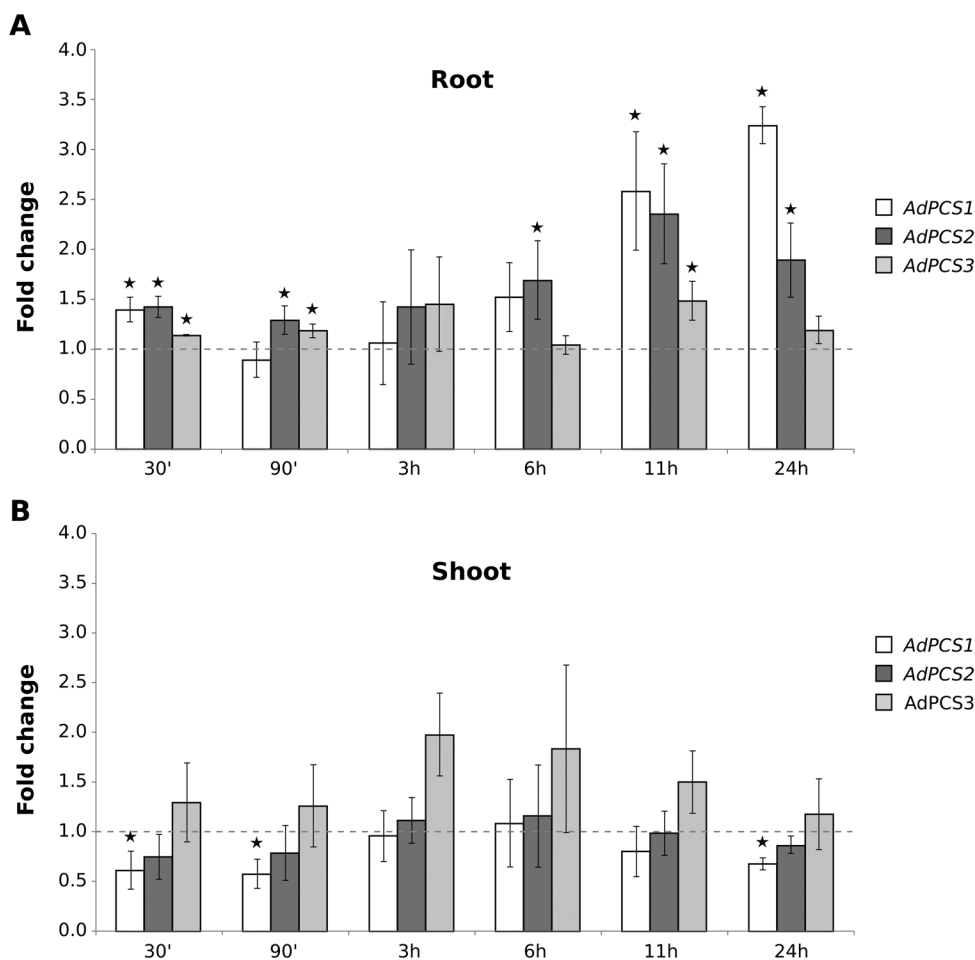 A
Root
Fold change
4.0
3.5
3.0
2.5
2.0
1.5
1.0
0.5
0.0
30' 90' 3h 6h 11h 24h
AdPCS1
AdPCS2
AdPCS3
B
Shoot
Fold change
4.0
3.5
3.0
2.5
2.0
1.5
1.0
0.5
0.0
30' 90' 3h 6h 11h 24h
AdPCS1
AdPCS2
AdPCS3